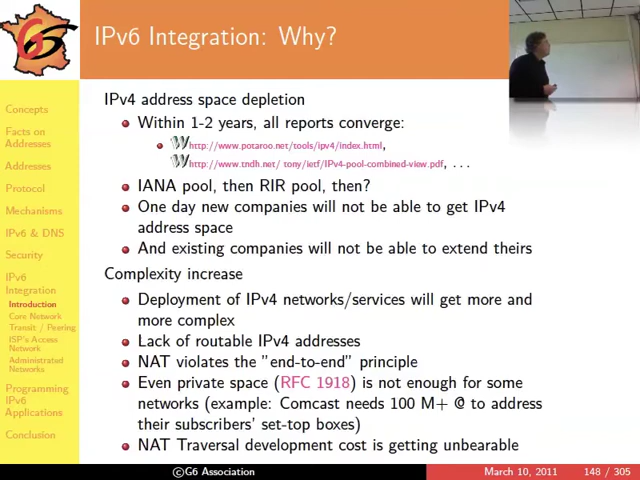 G6
IPv6 Integration: Why?
Concepts
Facts on
Addresses
Addresses
Protocol
Mechanisms
IPv6 & DNS
Security
IPv6
Integration
Introduction
Core Network
Transit / Peering
ISP's Access
Network
Administrated
Networks
Programming
IPv6
Applications
Conclusion
IPv4 address space depletion
Within 1-2 years, all reports converge:
W http://www.potaroo.net/tools/ipv4/index.html,
W http://www.tndh.net/ tony/ietf/IPv4-pool-combined-view.pdf, . . .
IANA pool, then RIR pool, then?
One day new companies will not be able to get IPv4
address space
And existing companies will not be able to extend theirs
Complexity increase
Deployment of IPv4 networks/services will get more and
more complex
Lack of routable IPv4 addresses
NAT violates the "end-to-end" principle
Even private space (RFC 1918) is not enough for some
networks (example: Comcast needs 100 M+ @ to address
their subscribers' set-top boxes)
NAT Traversal development cost is getting unbearable
©G6 Association
March 10, 2011 148 / 305